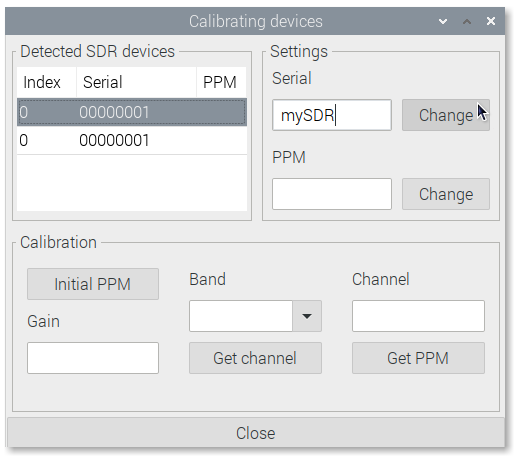 Calibrating devices
Detected SDR devices
Index Serial PPM
0 00000001
0 00000001
Settings
Serial
mySDR Change
PPM
Change
Calibration
Initial PPM
Gain
Band
Get channel
Channel
Get PPM
Close